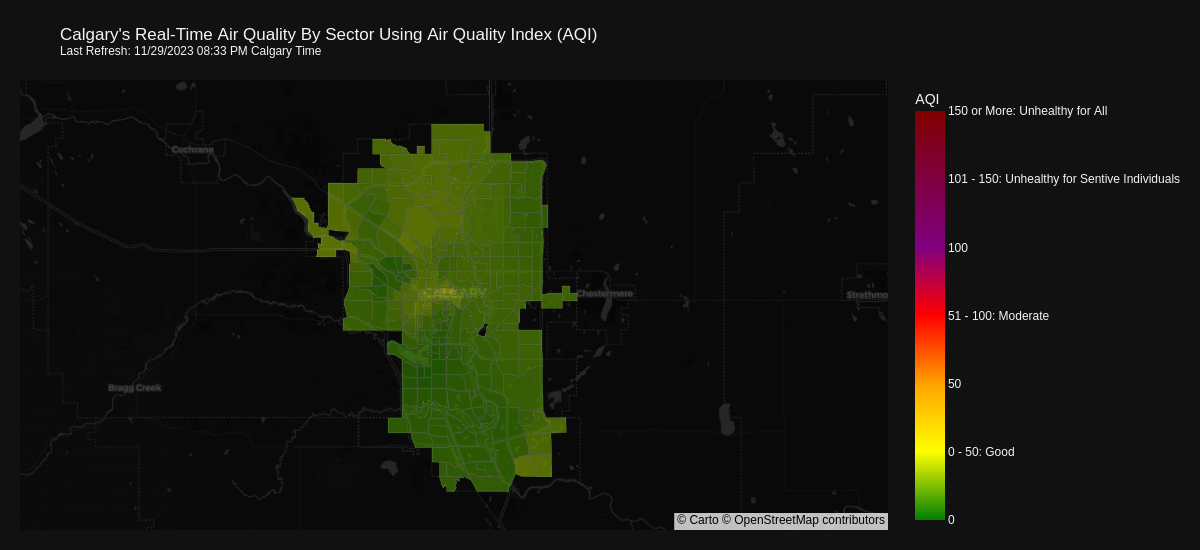 Calgary's Real-Time Air Quality By Sector Using Air Quality Index (AQI)
Last Refresh: 11/29/2023 08:33 PM Calgary Time
AQI
150 or More: Unhealthy for All
101 - 150: Unhealthy for Sentive Individuals
100
51 - 100: Moderate
50
0 - 50: Good
0
Cochrane
CALGARY
Chestermere
Strathmo
Bragg Creek
© Carto © OpenStreetMap contributors